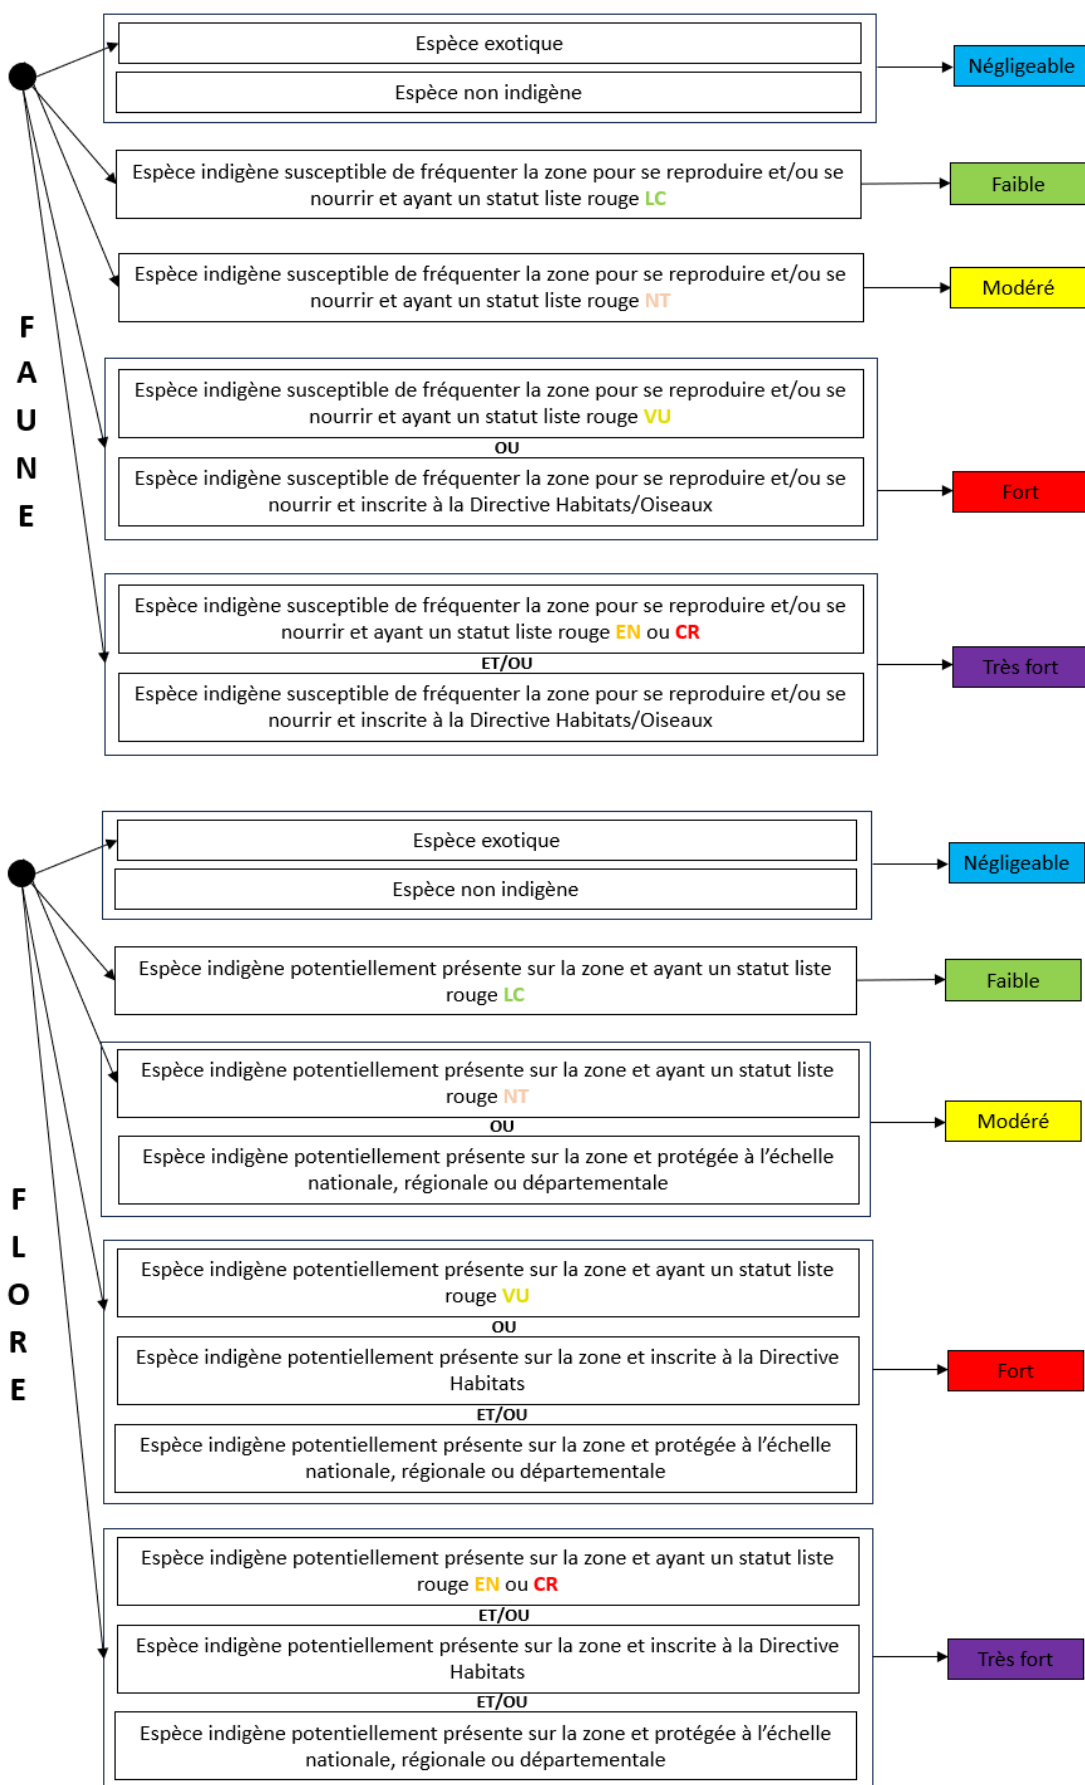 Espèce exotique
Espèce non indigène
Négligeable
Espèce indigène susceptible de fréquenter la zone pour se reproduire et/ou se
nourrir et ayant un statut liste rouge LC
Faible
Espèce indigène susceptible de fréquenter la zone pour se reproduire et/ou se
nourrir et ayant un statut liste rouge NT
Modéré
FAUNE
Espèce indigène susceptible de fréquenter la zone pour se reproduire et/ou se
nourrir et ayant un statut liste rouge VU
OU
Espèce indigène susceptible de fréquenter la zone pour se reproduire et/ou se
nourrir et inscrite à la Directive Habitats/Oiseaux
Fort
Espèce indigène susceptible de fréquenter la zone pour se reproduire et/ou se
nourrir et ayant un statut liste rouge EN ou CR
ET/OU
Espèce indigène susceptible de fréquenter la zone pour se reproduire et/ou se
nourrir et inscrite à la Directive Habitats/Oiseaux
Très fort
Espèce exotique
Espèce non indigène
Négligeable
Espèce indigène potentiellement présente sur la zone et ayant un statut liste
rouge LC
Faible
Espèce indigène potentiellement présente sur la zone et ayant un statut liste
rouge NT
OU
Espèce indigène potentiellement présente sur la zone et protégée à l'échelle
nationale, régionale ou départementale
Modéré
FLORE
Espèce indigène potentiellement présente sur la zone et ayant un statut liste
rouge VU
OU
Espèce indigène potentiellement présente sur la zone et inscrite à la Directive
Habitats
ET/OU
Espèce indigène potentiellement présente sur la zone et protégée à l'échelle
nationale, régionale ou départementale
Fort
Espèce indigène potentiellement présente sur la zone et ayant un statut liste
rouge EN ou CR
ET/OU
Espèce indigène potentiellement présente sur la zone et inscrite à la Directive
Habitats
ET/OU
Espèce indigène potentiellement présente sur la zone et protégée à l'échelle
nationale, régionale ou départementale
Très fort